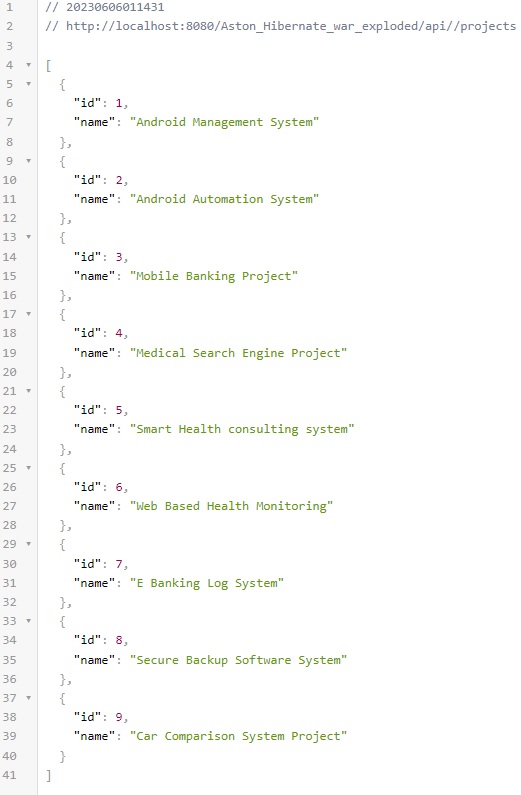 1 // 20230606011431
2 // http://localhost:8080/Aston_Hibernate_war_exploded/api//projects
3
4 [
5 {
6 "id": 1,
7 "name": "Android Management System"
8 },
9 {
10 "id": 2,
11 "name": "Android Automation System"
12 },
13 {
14 "id": 3,
15 "name": "Mobile Banking Project"
16 },
17 {
18 "id": 4,
19 "name": "Medical Search Engine Project"
20 },
21 {
22 "id": 5,
23 "name": "Smart Health consulting system"
24 },
25 {
26 "id": 6,
27 "name": "Web Based Health Monitoring"
28 },
29 {
30 "id": 7,
31 "name": "E Banking Log System"
32 },
33 {
34 "id": 8,
35 "name": "Secure Backup Software System"
36 },
37 {
38 "id": 9,
39 "name": "Car Comparison System Project"
40 }
41 ]